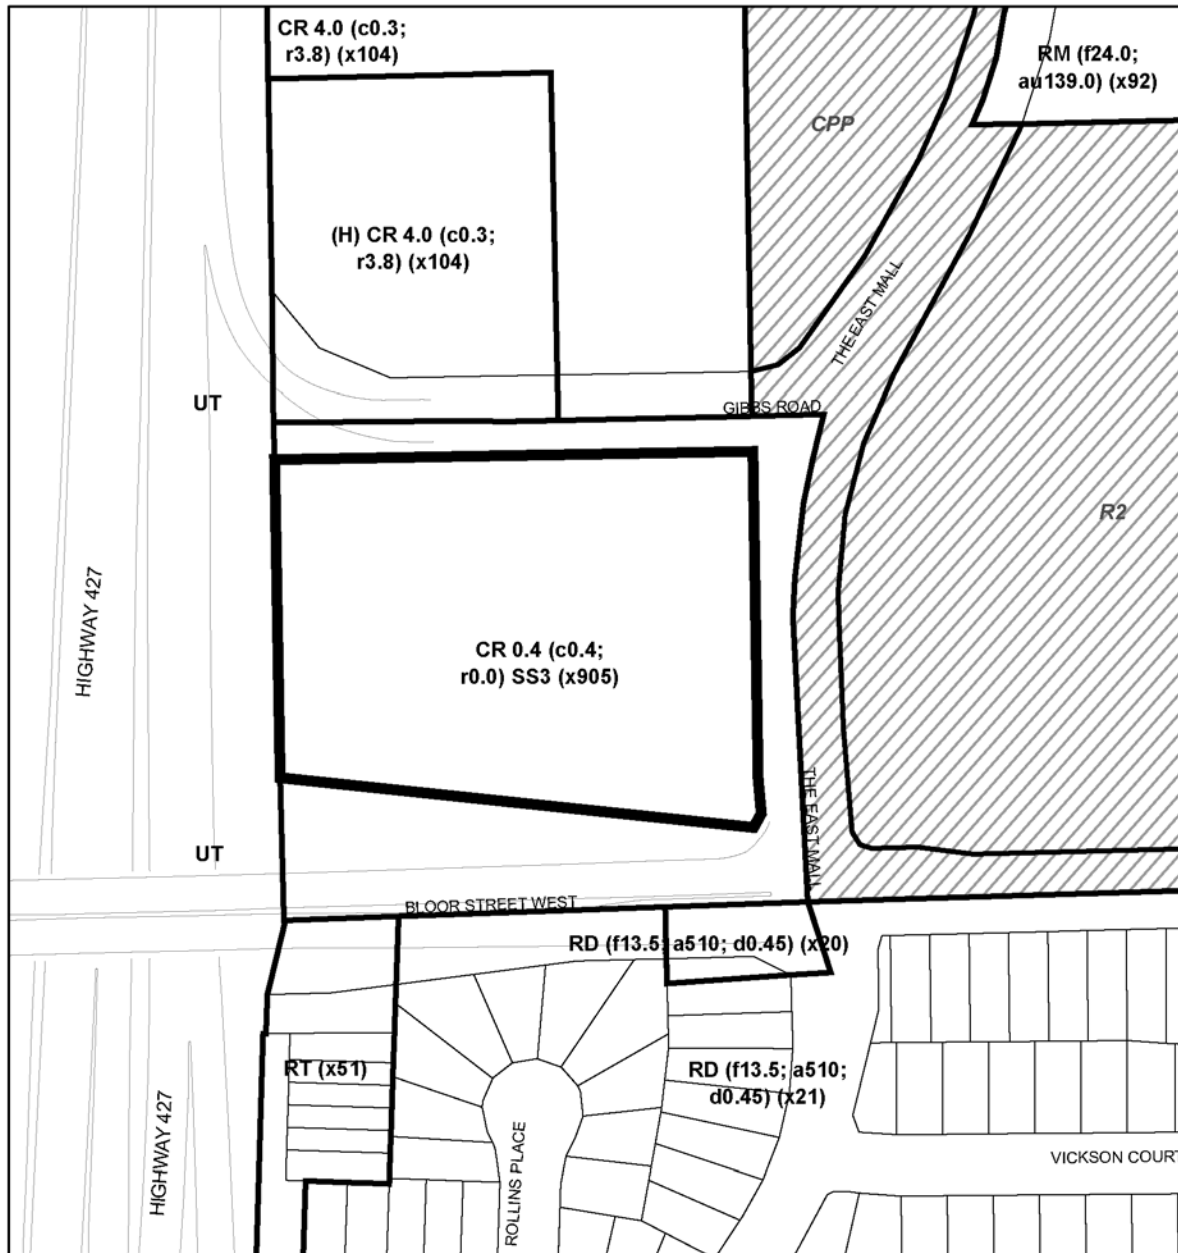 CR 4.0 (c0.3;
r3.8) (x104)
RM (f24.0;
au139.0) (x92)
CPP
(H) CR 4.0 (c0.3;
r3.8) (x104)
THE EAST MALL
UT
GIBBS ROAD
R2
HIGHWAY 427
CR 0.4 (c0.4;
r0.0) SS3 (x905)
THE EAST MALL
UT
BLOOR STREET WEST
RD (f13.5; a510; d0.45) (x20)
RT (x51)
RD (f13.5; a510;
d0.45) (x21)
HIGHWAY 427
ROLLINS PLACE
VICKSON COURT